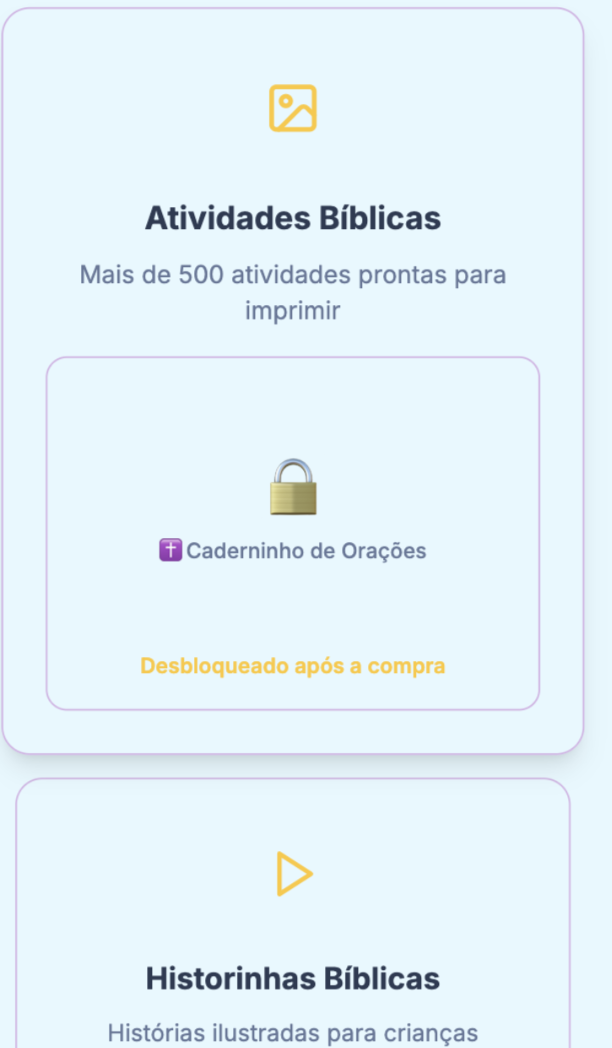 Atividades Bíblicas
Mais de 500 atividades prontas para
imprimir
Caderninho de Orações
Desbloqueado após a compra
Historinhas Bíblicas
Histórias ilustradas para crianças